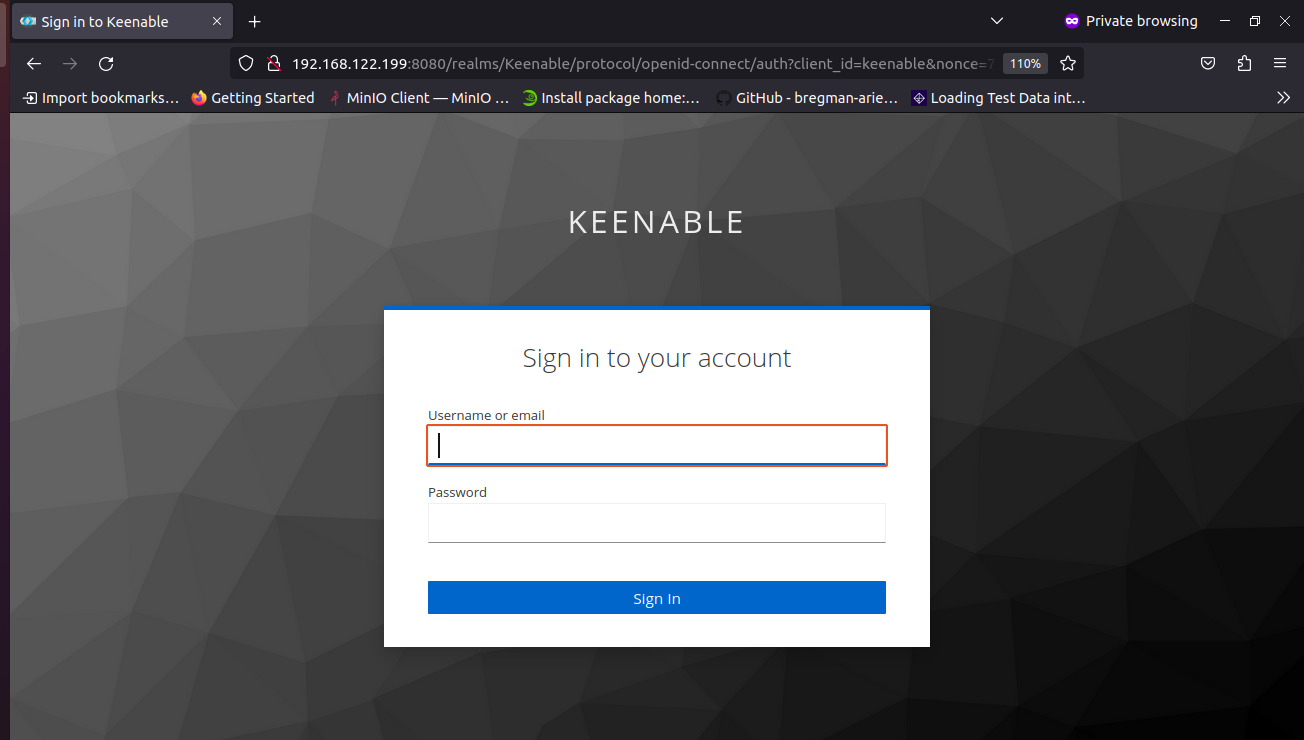 Sign in to Keenable
Private browsing
192.168.122.199:8080/realms/Keenable/protocol/openid-connect/auth?client_id=keenable&nonce=7
110%
Import bookmarks...
Getting Started
MinIO Client — MinIO ...
Install package home:...
GitHub - bregman-arie...
Loading Test Data int...
KEENABLE
Sign in to your account
Username or email
Password
Sign In